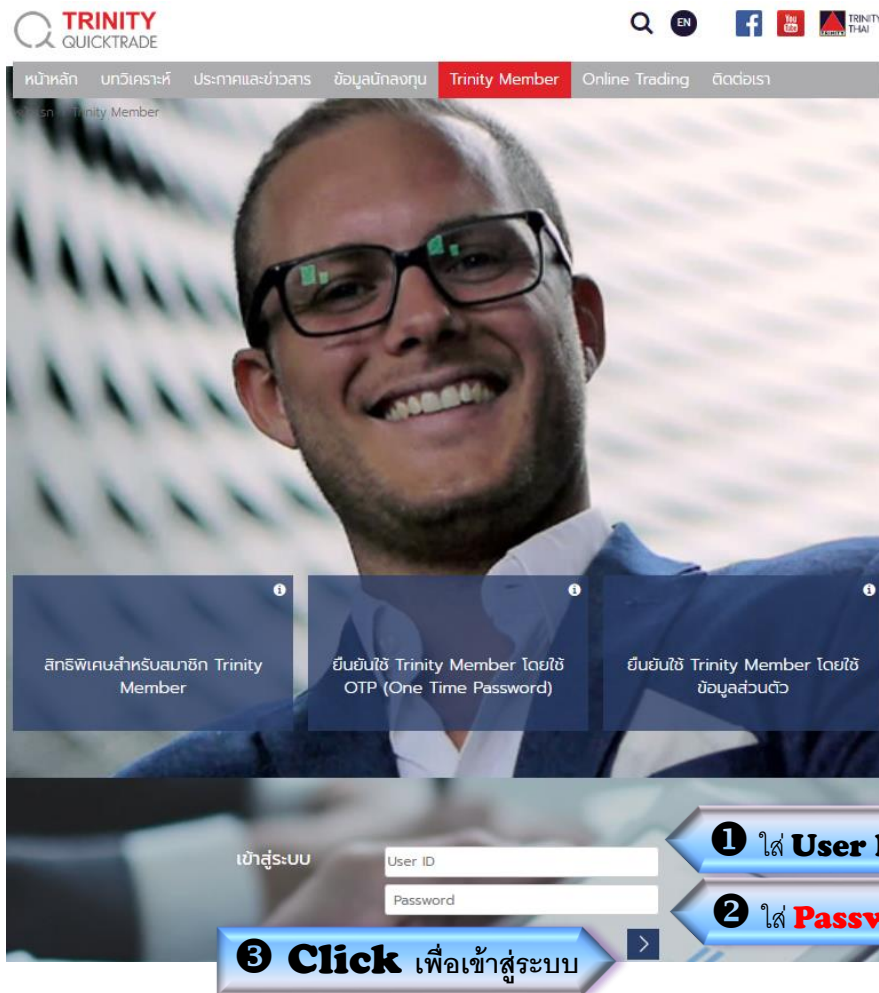 TRINITY
QUICKTRADE
EN
f
You
Tube
TRINITY
TRINITY
THAI
หน้าหลัก บทวิเคราะห์ ประกาศและข่าวสาร ข้อมูลนักลงทุน Trinity Member Online Trading ติดต่อเรา
Trinity Member
สิทธิพิเศษสำหรับสมาชิก Trinity
Member
ยืนยันใช้ Trinity Member โดยใช้
OTP (One Time Password)
ยืนยันใช้ Trinity Member โดยใช้
ข้อมูลส่วนตัว
เข้าสู่ระบบ
User ID
Password
❶ ใส่ User
❷ ใส่
❸ Click เพื่อเข้าสู่ระบบ